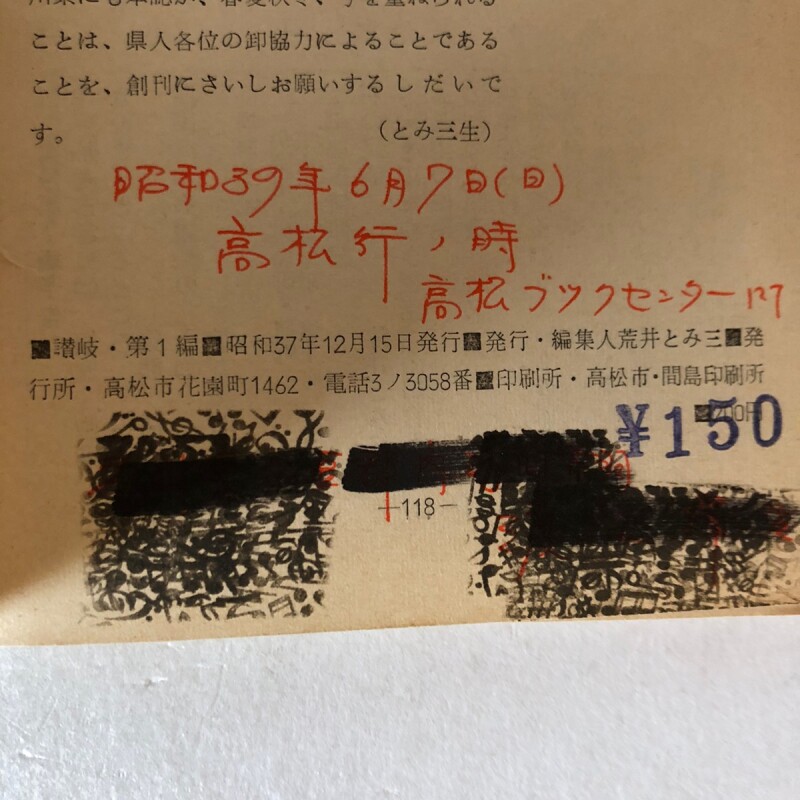 ことは、県人各位の卸協力によることである
ことを、創刊にさいしお願いするしだいで
す。　（とみ三生）
昭和39年6月7日(日)
高松行ノ時
高松ブックセンターニテ
■讃岐・第1編■昭和37年12月15日発行■発行・編集人荒井とみ三■発
行所・高松市花園町1462・電話3ノ3058番■印刷所・高松市・間島印刷所
¥150
—118—